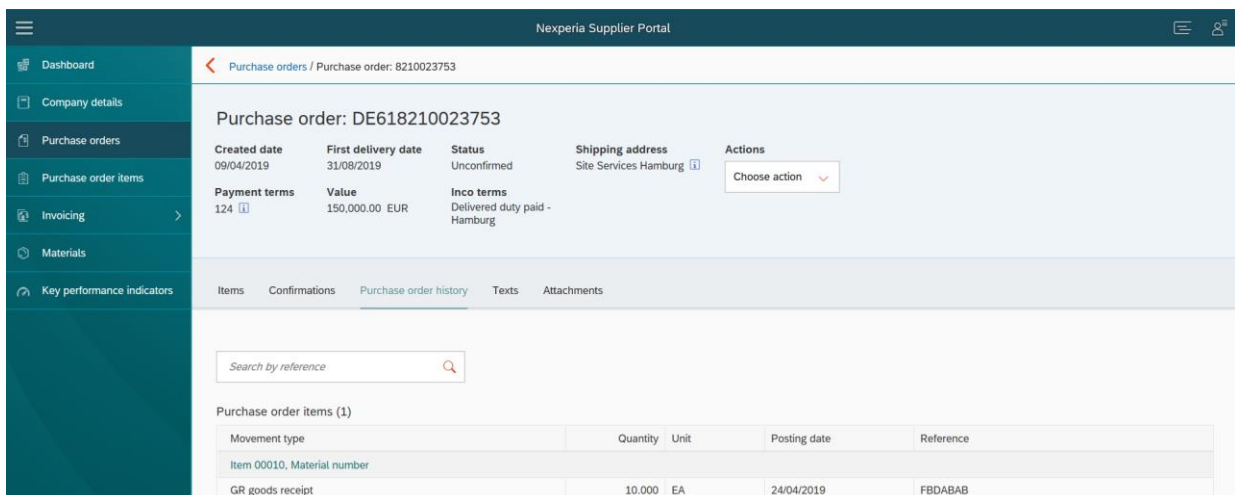 Nexperia Supplier Portal
Dashboard
Company details
Purchase orders
Purchase order items
Invoicing
Materials
Key performance indicators
Purchase orders / Purchase order: 8210023753
Purchase order: DE618210023753
Created date First delivery date Status Shipping address Actions
09/04/2019 31/08/2019 Unconfirmed Site Services Hamburg Choose action
Payment terms Value Inco terms
124 150,000.00 EUR Delivered duty paid -
Hamburg
Items Confirmations Purchase order history Texts Attachments
Search by reference
Purchase order items (1)
Movement type Quantity Unit Posting date Reference
Item 00010, Material number
GR goods receipt 10.000 EA 24/04/2019 FBDABAB